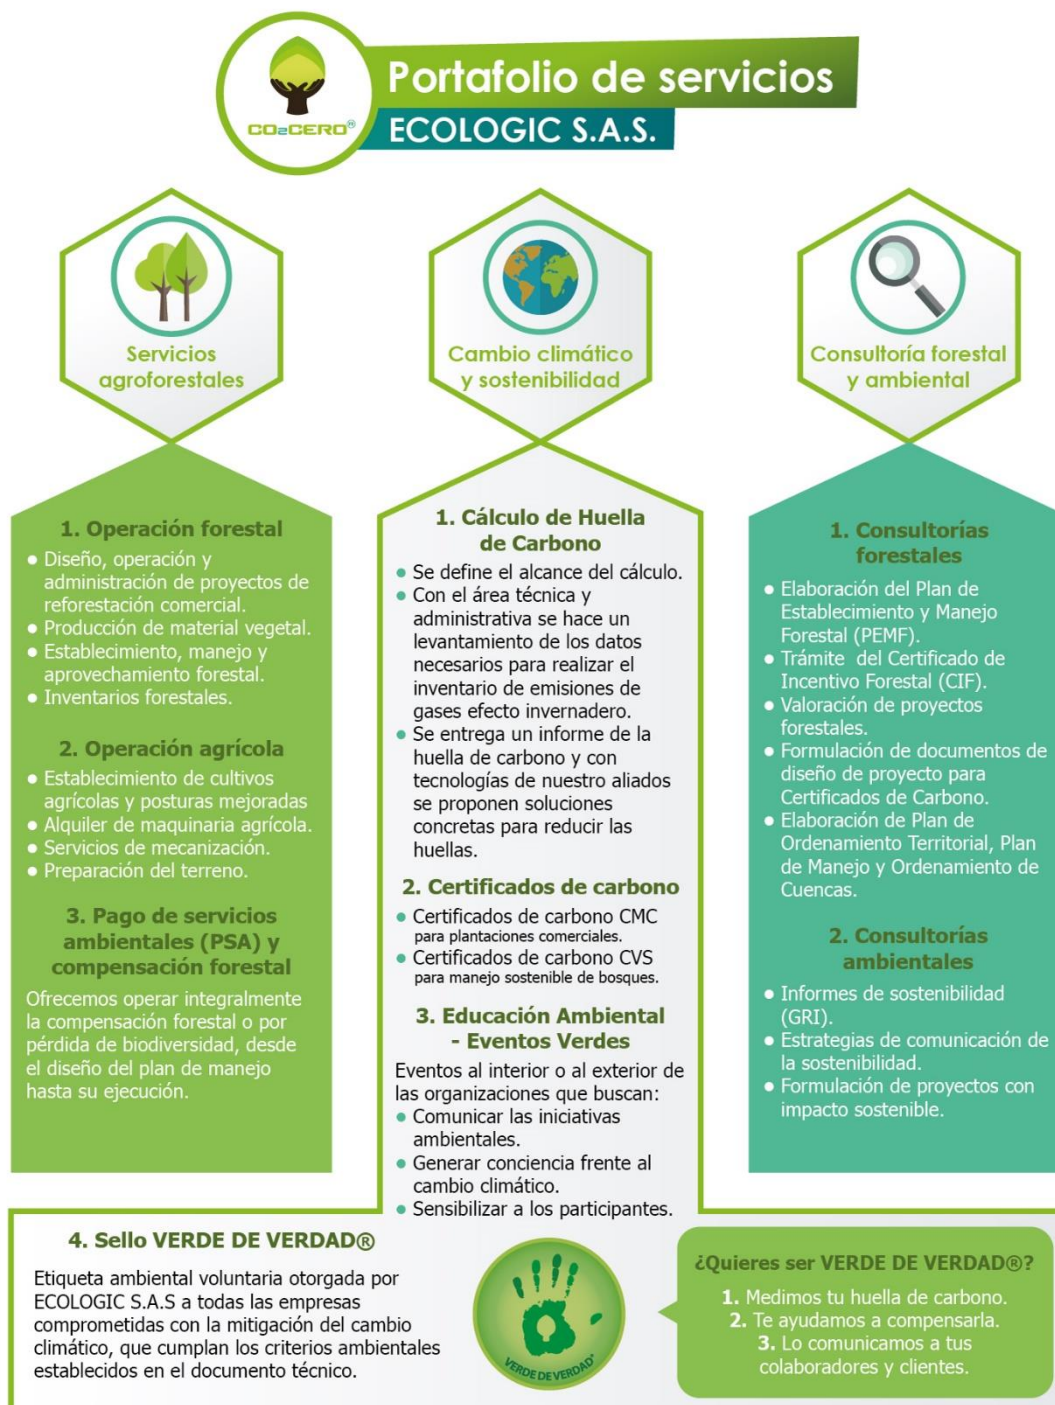 CO2CERO®
Portafolio de servicios
ECOLOGIC S.A.S.
Servicios
agroforestales
1. Operación forestal
● Diseño, operación y
administración de proyectos de
reforestación comercial.
● Producción de material vegetal.
● Establecimiento, manejo y
aprovechamiento forestal.
● Inventarios forestales.
2. Operación agrícola
● Establecimiento de cultivos
agrícolas y posturas mejoradas
● Alquiler de maquinaria agrícola.
● Servicios de mecanización.
● Preparación del terreno.
3. Pago de servicios
ambientales (PSA) y
compensación forestal
Ofrecemos operar integralmente
la compensación forestal o por
pérdida de biodiversidad, desde
el diseño del plan de manejo
hasta su ejecución.
Cambio climático
y sostenibilidad
1. Cálculo de Huella
de Carbono
● Se define el alcance del cálculo.
● Con el área técnica y
administrativa se hace un
levantamiento de los datos
necesarios para realizar el
inventario de emisiones de
gases efecto invernadero.
● Se entrega un informe de la
huella de carbono y con
tecnologías de nuestro aliados
se proponen soluciones
concretas para reducir las
huellas.
2. Certificados de carbono
● Certificados de carbono CMC
para plantaciones comerciales.
● Certificados de carbono CVS
para manejo sostenible de bosques.
3. Educación Ambiental
- Eventos Verdes
Eventos al interior o al exterior de
las organizaciones que buscan:
● Comunicar las iniciativas
ambientales.
● Generar conciencia frente al
cambio climático.
● Sensibilizar a los participantes.
Consultoría forestal
y ambiental
1. Consultorías
forestales
● Elaboración del Plan de
Establecimiento y Manejo
Forestal (PEMF).
● Trámite del Certificado de
Incentivo Forestal (CIF).
● Valoración de proyectos
forestales.
● Formulación de documentos de
diseño de proyecto para
Certificados de Carbono.
● Elaboración de Plan de
Ordenamiento Territorial, Plan
de Manejo y Ordenamiento de
Cuencas.
2. Consultorías
ambientales
● Informes de sostenibilidad
(GRI).
● Estrategias de comunicación de
la sostenibilidad.
● Formulación de proyectos con
impacto sostenible.
4. Sello VERDE DE VERDAD®
Etiqueta ambiental voluntaria otorgada por
ECOLOGIC S.A.S a todas las empresas
comprometidas con la mitigación del cambio
climático, que cumplan los criterios ambientales
establecidos en el documento técnico.
VERDE DE VERDAD®
¿Quieres ser VERDE DE VERDAD®?
1. Medimos tu huella de carbono.
2. Te ayudamos a compensarla.
3. Lo comunicamos a tus
colaboradores y clientes.